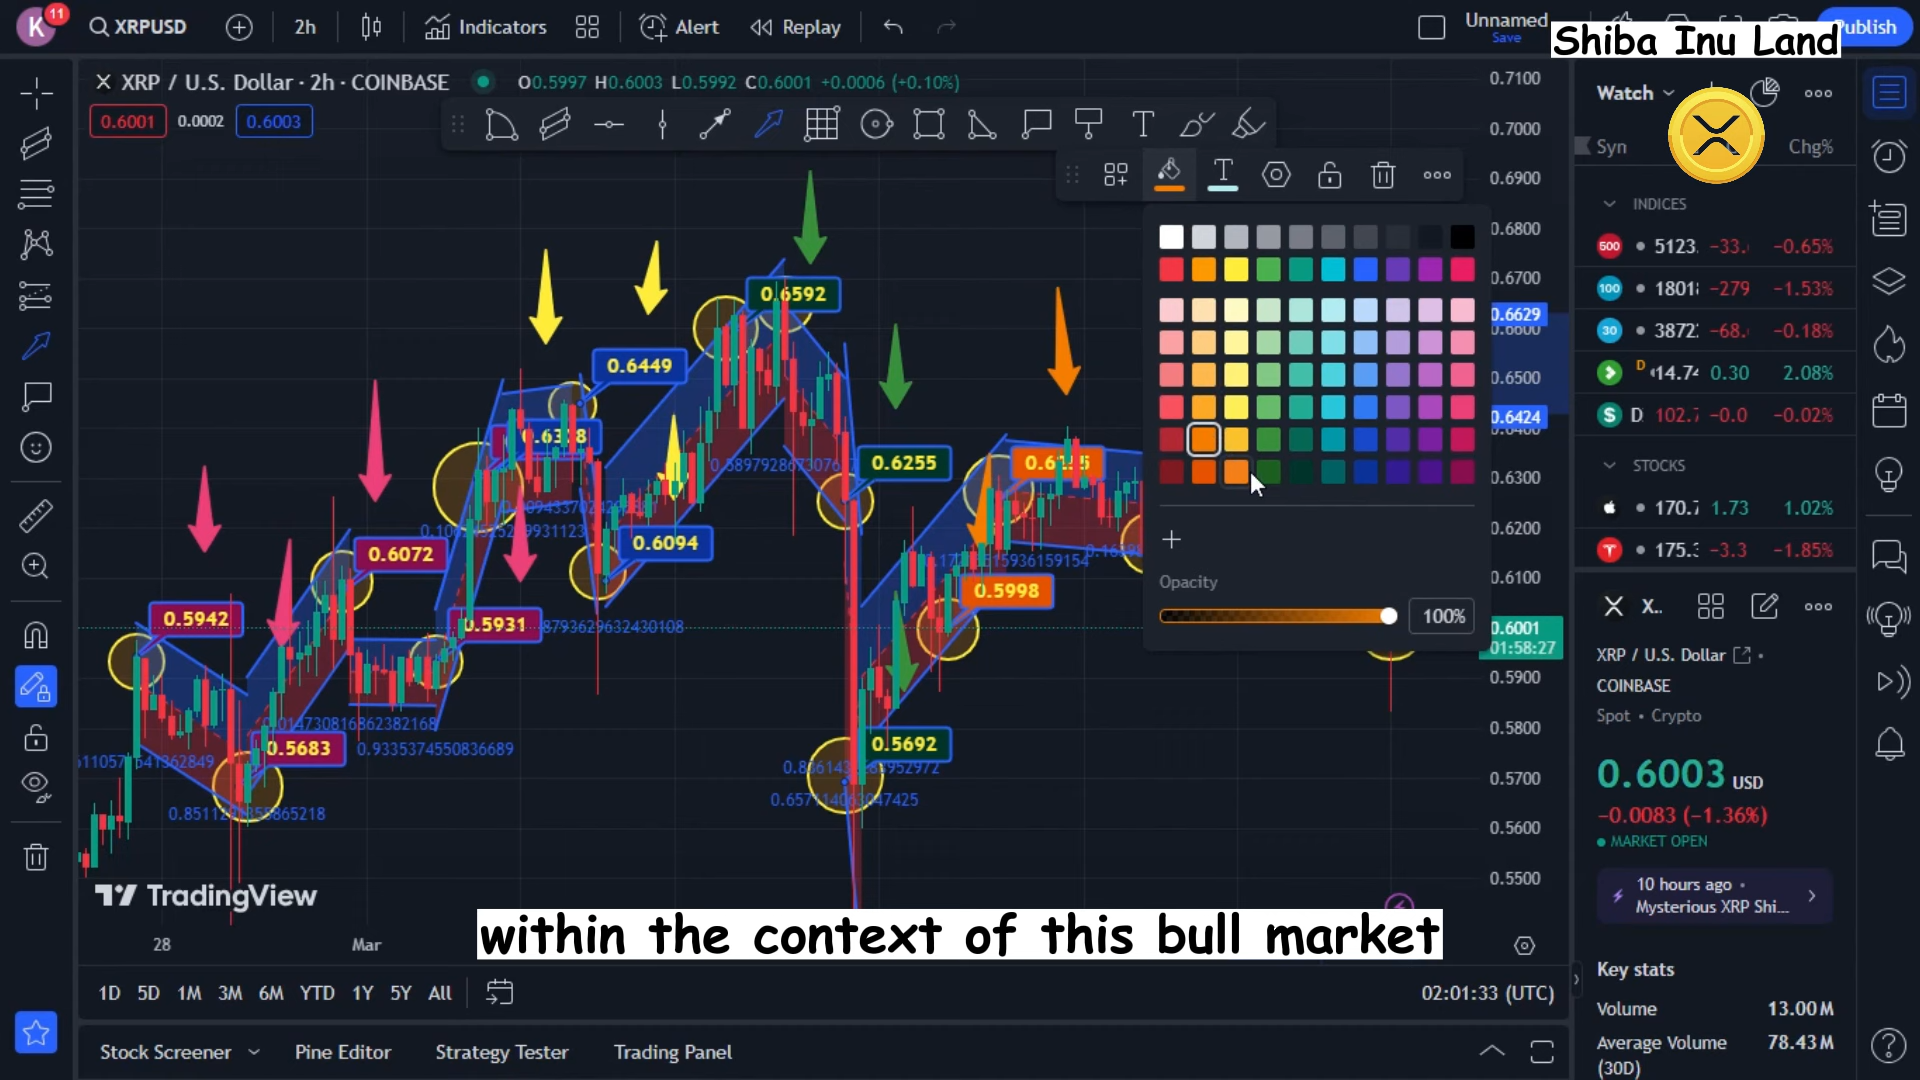 K 11 XRPUSD 2h Indicators Alert Replay Unnamed Save Publish
Shiba Inu Land
XRP / U.S. Dollar · 2h · COINBASE O0.5997 H0.6003 L0.5992 C0.6001 +0.0006 (+0.10%)
0.6001 0.0002 0.6003
0.7100
0.7000
0.6900
0.6800
0.6700
0.6629
0.6600
0.6500
0.6424
0.6300
0.6200
0.6100
0.6001
01:58:27
0.5900
0.5800
0.5700
0.5600
0.5500
0.6592
0.6449
0.6255
0.6094
0.6072
0.5998
0.5942
0.5931
0.5692
0.5683
0.9335374550836689
Opacity
100%
TradingView
28 Mar
within the context of this bull market
1D 5D 1M 3M 6M YTD 1Y 5Y All
02:01:33 (UTC)
Stock Screener Pine Editor Strategy Tester Trading Panel
Watch
Syn Chg%
INDICES
500 5123. −33. −0.65%
100 −279 −1.53%
30 −68. −0.18%
D 0.30 2.08%
D 102.7 −0.0 −0.02%
STOCKS
170.7 1.73 1.02%
175.3 −3.3 −1.85%
X..
XRP / U.S. Dollar
COINBASE
Spot • Crypto
0.6003 USD
−0.0083 (−1.36%)
MARKET OPEN
10 hours ago •
Mysterious XRP Shi...
Key stats
Volume 13.00M
Average Volume 78.43M
(30D)